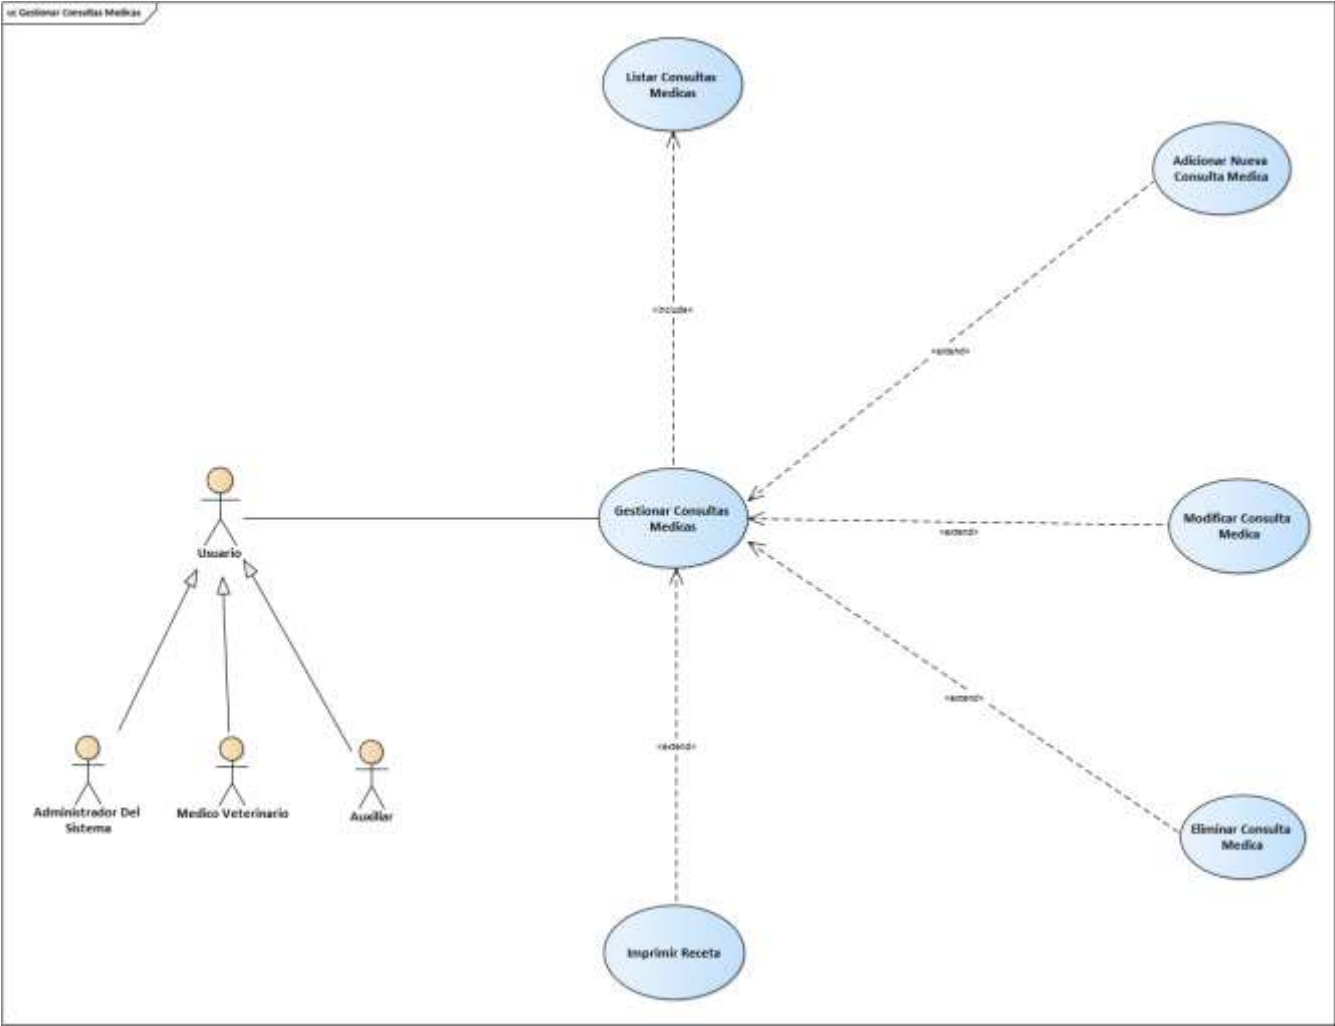 uc Gestionar Consultas Medicas
Listar Consultas
Medicas
Adicionar Nueva
Consulta Medica
«include»
«extend»
Gestionar Consultas
Medicas
Modificar Consulta
Medica
«extend»
Usuario
«extend»
«extend»
Administrador Del
Sistema
Medico Veterinario
Auxiliar
Eliminar Consulta
Medica
Imprimir Receta